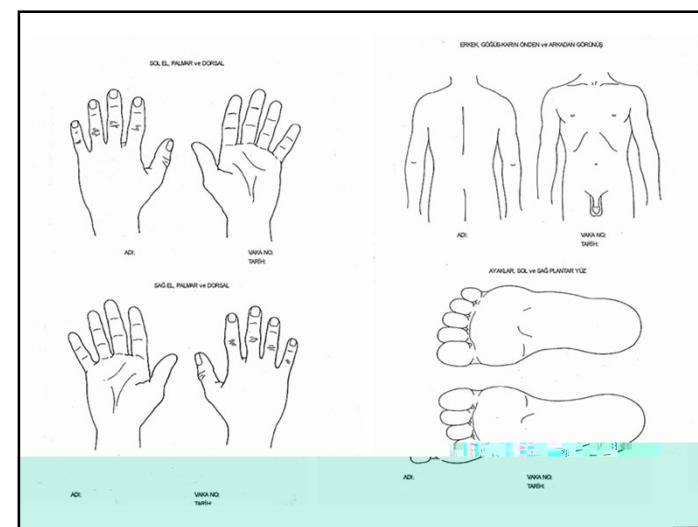 SOL EL, PALMAR ve DORSAL
ADI:
VAKA NO:
TARİH:
SAĞ EL, PALMAR ve DORSAL
ADI:
VAKA NO:
TARİH:
ERKEK, GÖĞÜS-KARIN ÖNDEN ve ARKADAN GÖRÜNÜŞ
ADI:
VAKA NO:
TARİH:
AYAKLAR, SOL ve SAĞ PLANTAR YÜZ
ADI:
VAKA NO:
TARİH: